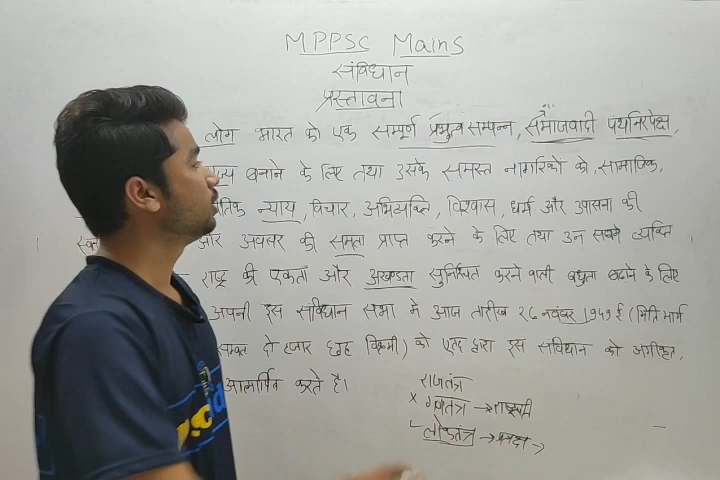 MPPSC Mains
संविधान
प्रस्तावना
लोग भारत को एक सम्पूर्ण प्रभुत्व सम्पन्न, समाजवादी पंथनिरपेक्ष,
बनाने के लिए तथा उसके समस्त नागरिकों को, सामाजिक,
तिक न्याय, विचार, अभिव्यक्ति, विश्वास, धर्म और उपासना की
और अवसर की समता प्राप्त करने के लिए तथा उन सबमें व्यक्ति
राष्ट्र की एकता और अखण्डता सुनिश्चित करने वाली बंधुता बढाने के लिए
अपनी इस संविधान सभा में आज तारीख 26 नवंबर 1949 ई (मिति मार्ग
सम्वत दो हजार छह विक्रमी) को एतद् द्वारा इस संविधान को अंगीकृत,
आत्मार्पित करते है।
राजतंत्र
x गणतंत्र → राष्ट्रपति
लोकतंत्र →